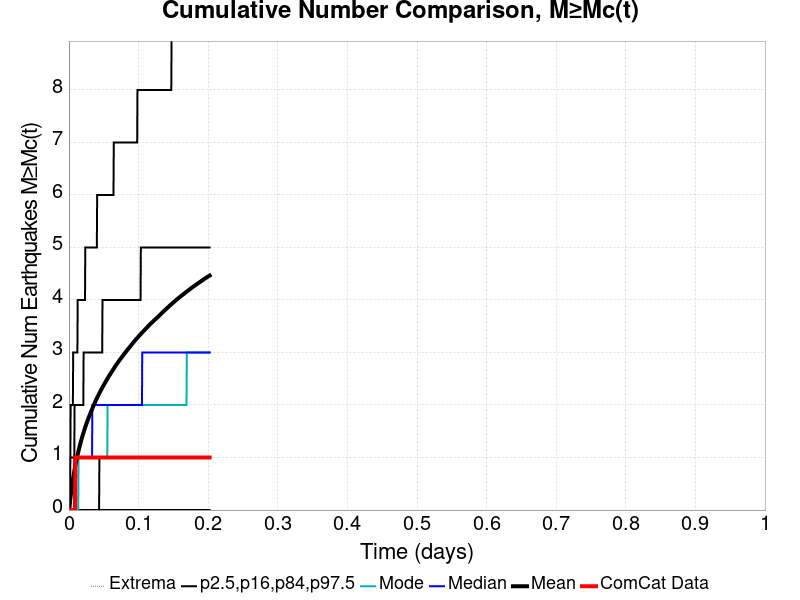 Cumulative Number Comparison, M≥Mc(t)
Cumulative Num Earthquakes M≥Mc(t)
8
7
6
5
4
3
2
1
0
0 0.1 0.2 0.3 0.4 0.5 0.6 0.7 0.8 0.9 1
Time (days)
Extrema p2.5,p16,p84,p97.5 Mode Median Mean ComCat Data